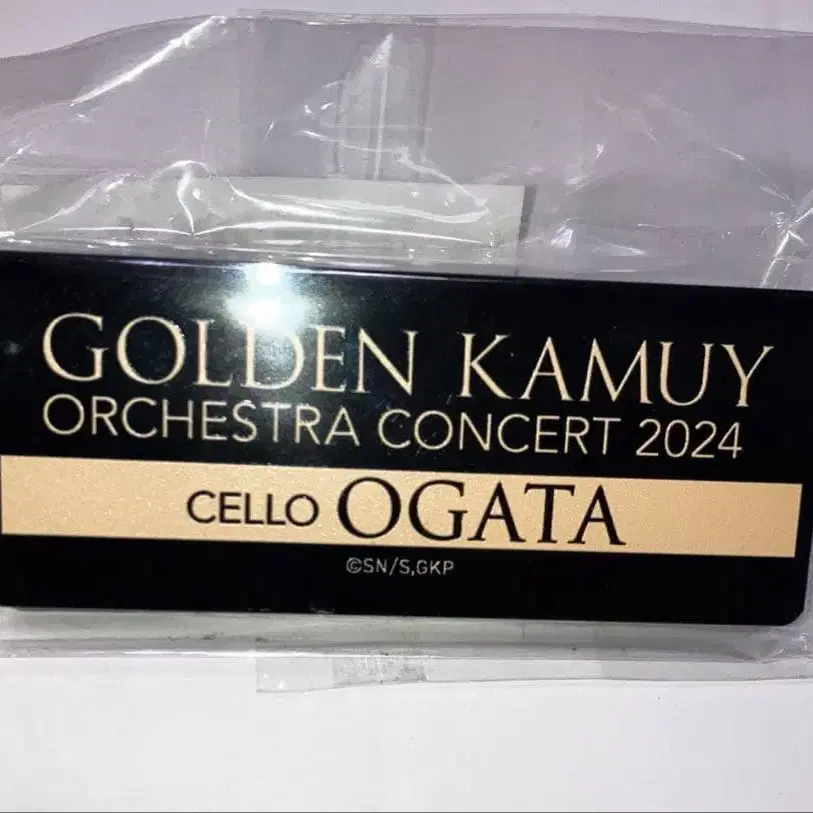 GOLDEN KAMUY
ORCHESTRA CONCERT 2024
CELLO OGATA
©SN/S,GKP